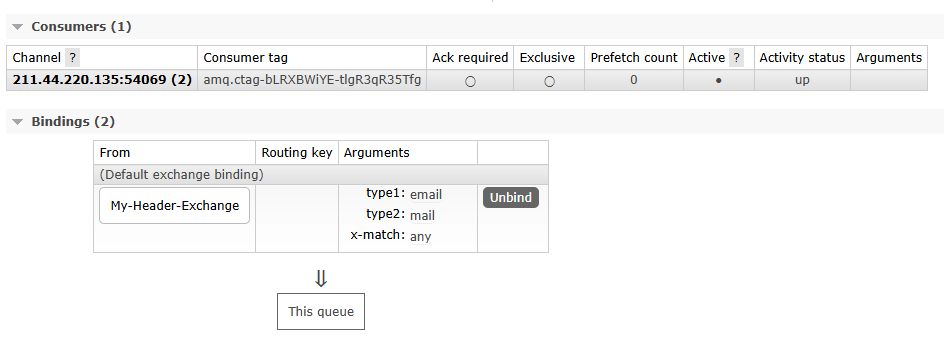 Consumers (1)
Channel ? Consumer tag Ack required Exclusive Prefetch count Active ? Activity status Arguments
211.44.220.135:54069 (2) amq.ctag-bLRXBWiYE-tlgR3qR35Tfg ○ ○ 0 ● up
Bindings (2)
From Routing key Arguments
(Default exchange binding)
My-Header-Exchange type1: email Unbind
type2: mail
x-match: any
⇓
This queue